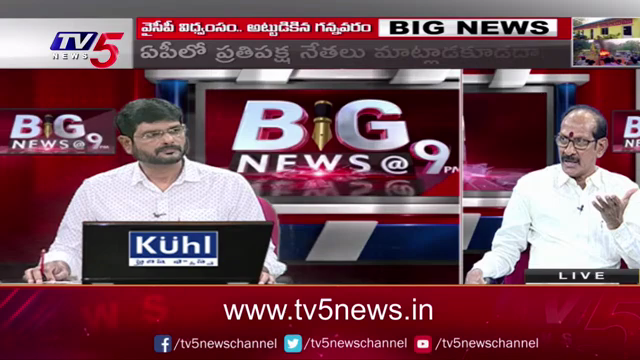 వైసీపీ విధ్వంసం.. అట్టుడికిన గన్నవరం
BIG NEWS
TV5
NEWS
ఏపీలో ప్రతిపక్ష నేతలు మాట్లాడకూడదా
BIG
NEWS@9PM
BIG
NEWS@9PM
Kühl
LIVE
www.tv5news.in
/tv5newschannel
/tv5newschannel
/tv5newschannel